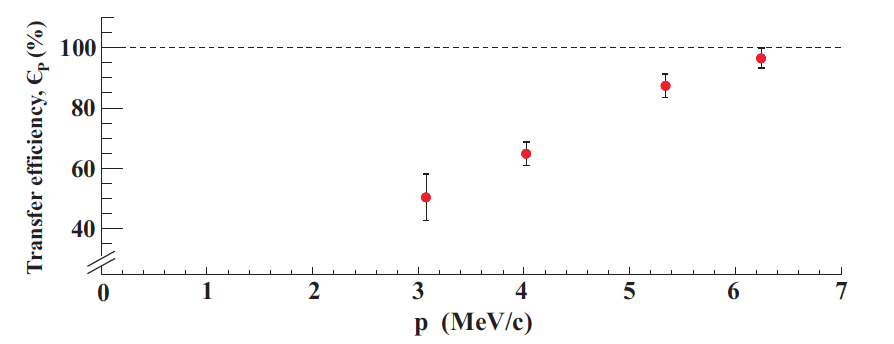 Transfer efficiency, ϵp (%)
100
80
60
40
0 1 2 3 4 5 6 7
p (MeV/c)